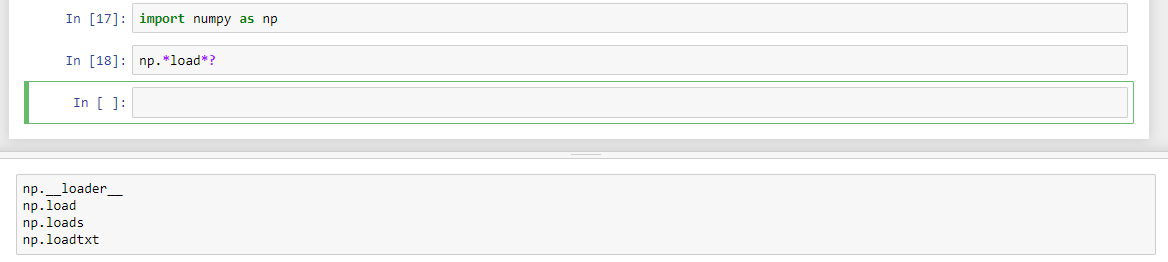 In [17]: import numpy as np
In [18]: np.*load*?
In [ ]:
np.__loader__
np.load
np.loads
np.loadtxt